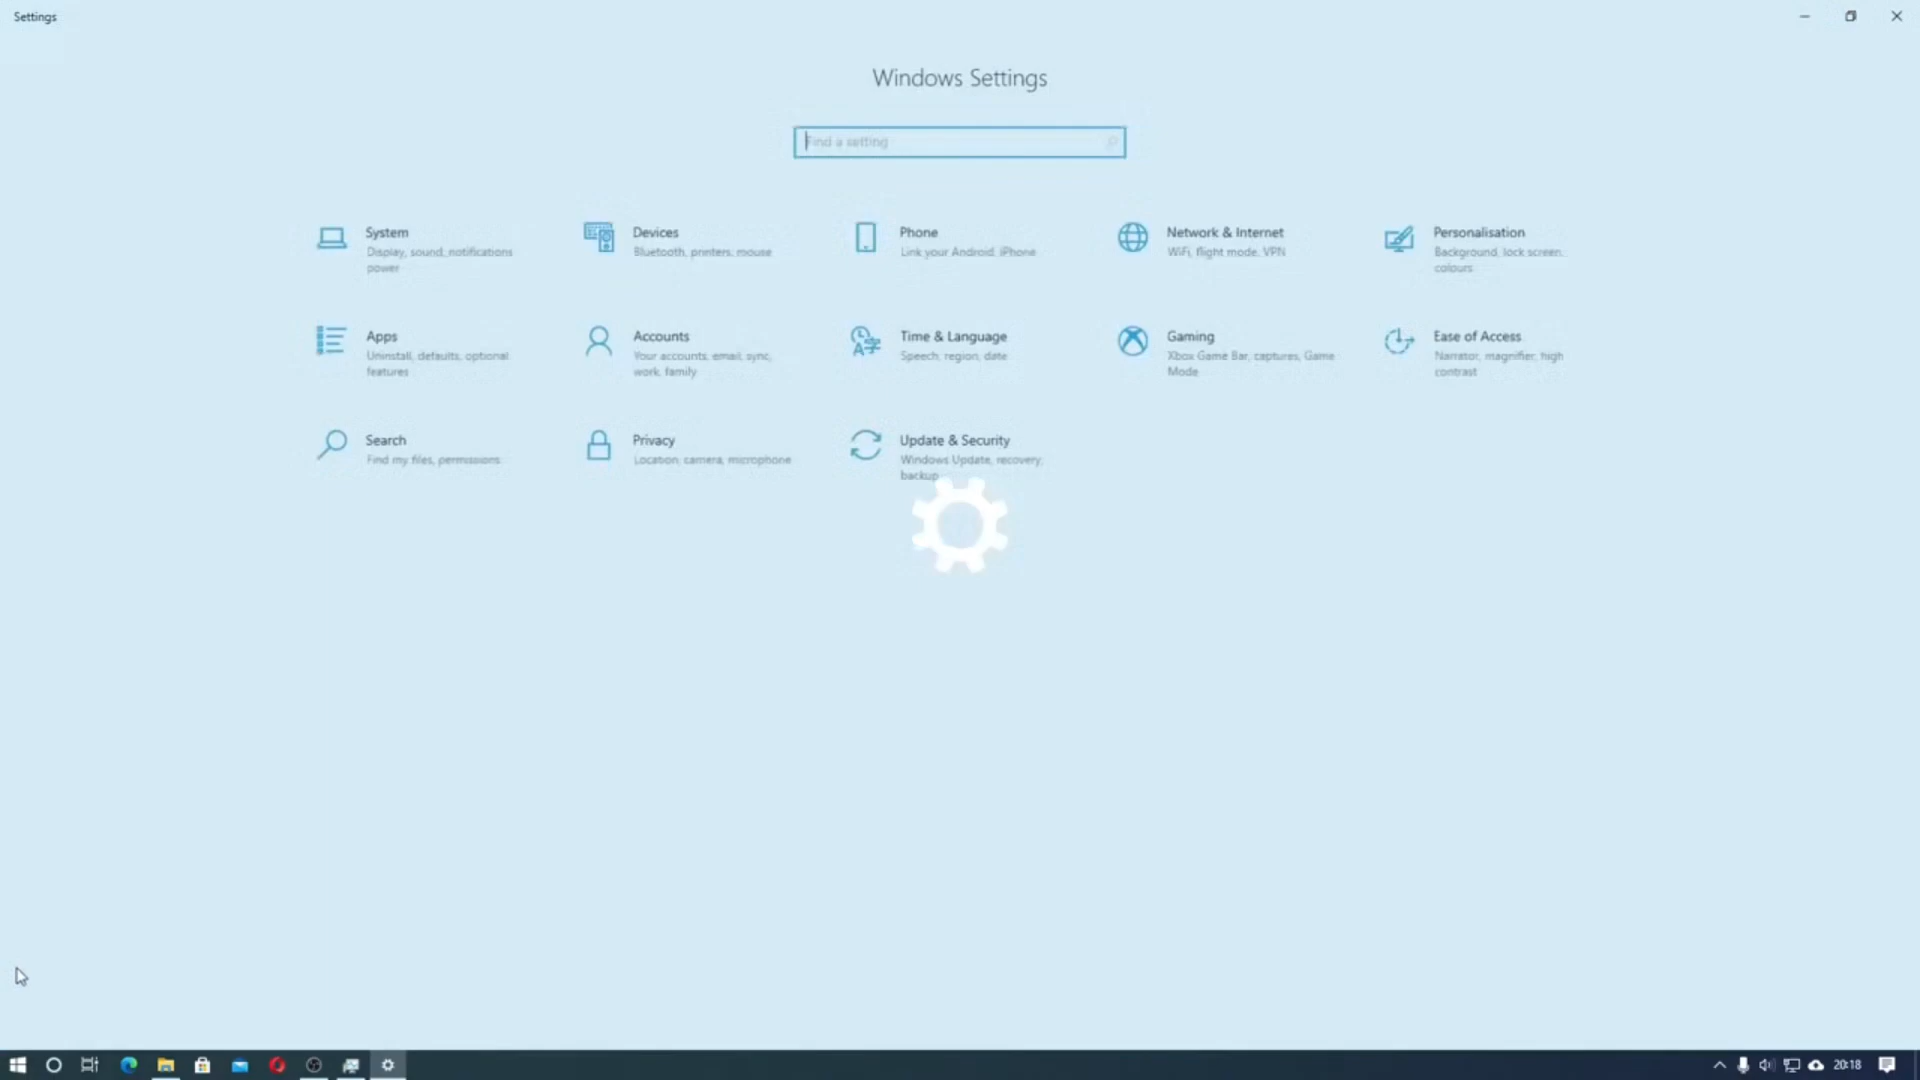 Settings
Windows Settings
Find a setting
System
Display, sound, notifications
power
Devices
Bluetooth, printers, mouse
Phone
Link your Android, iPhone
Network & Internet
WiFi, flight mode, VPN
Personalisation
Background, lock screen,
colours
Apps
Uninstall, defaults, optional
features
Accounts
Your accounts, email, sync,
work, family
Time & Language
Speech, region, date
Gaming
Xbox Game Bar, captures, Game
Mode
Ease of Access
Narrator, magnifier, high
contrast
Search
Find my files, permissions
Privacy
Location, camera, microphone
Update & Security
Windows Update, recovery,
backup
20:18